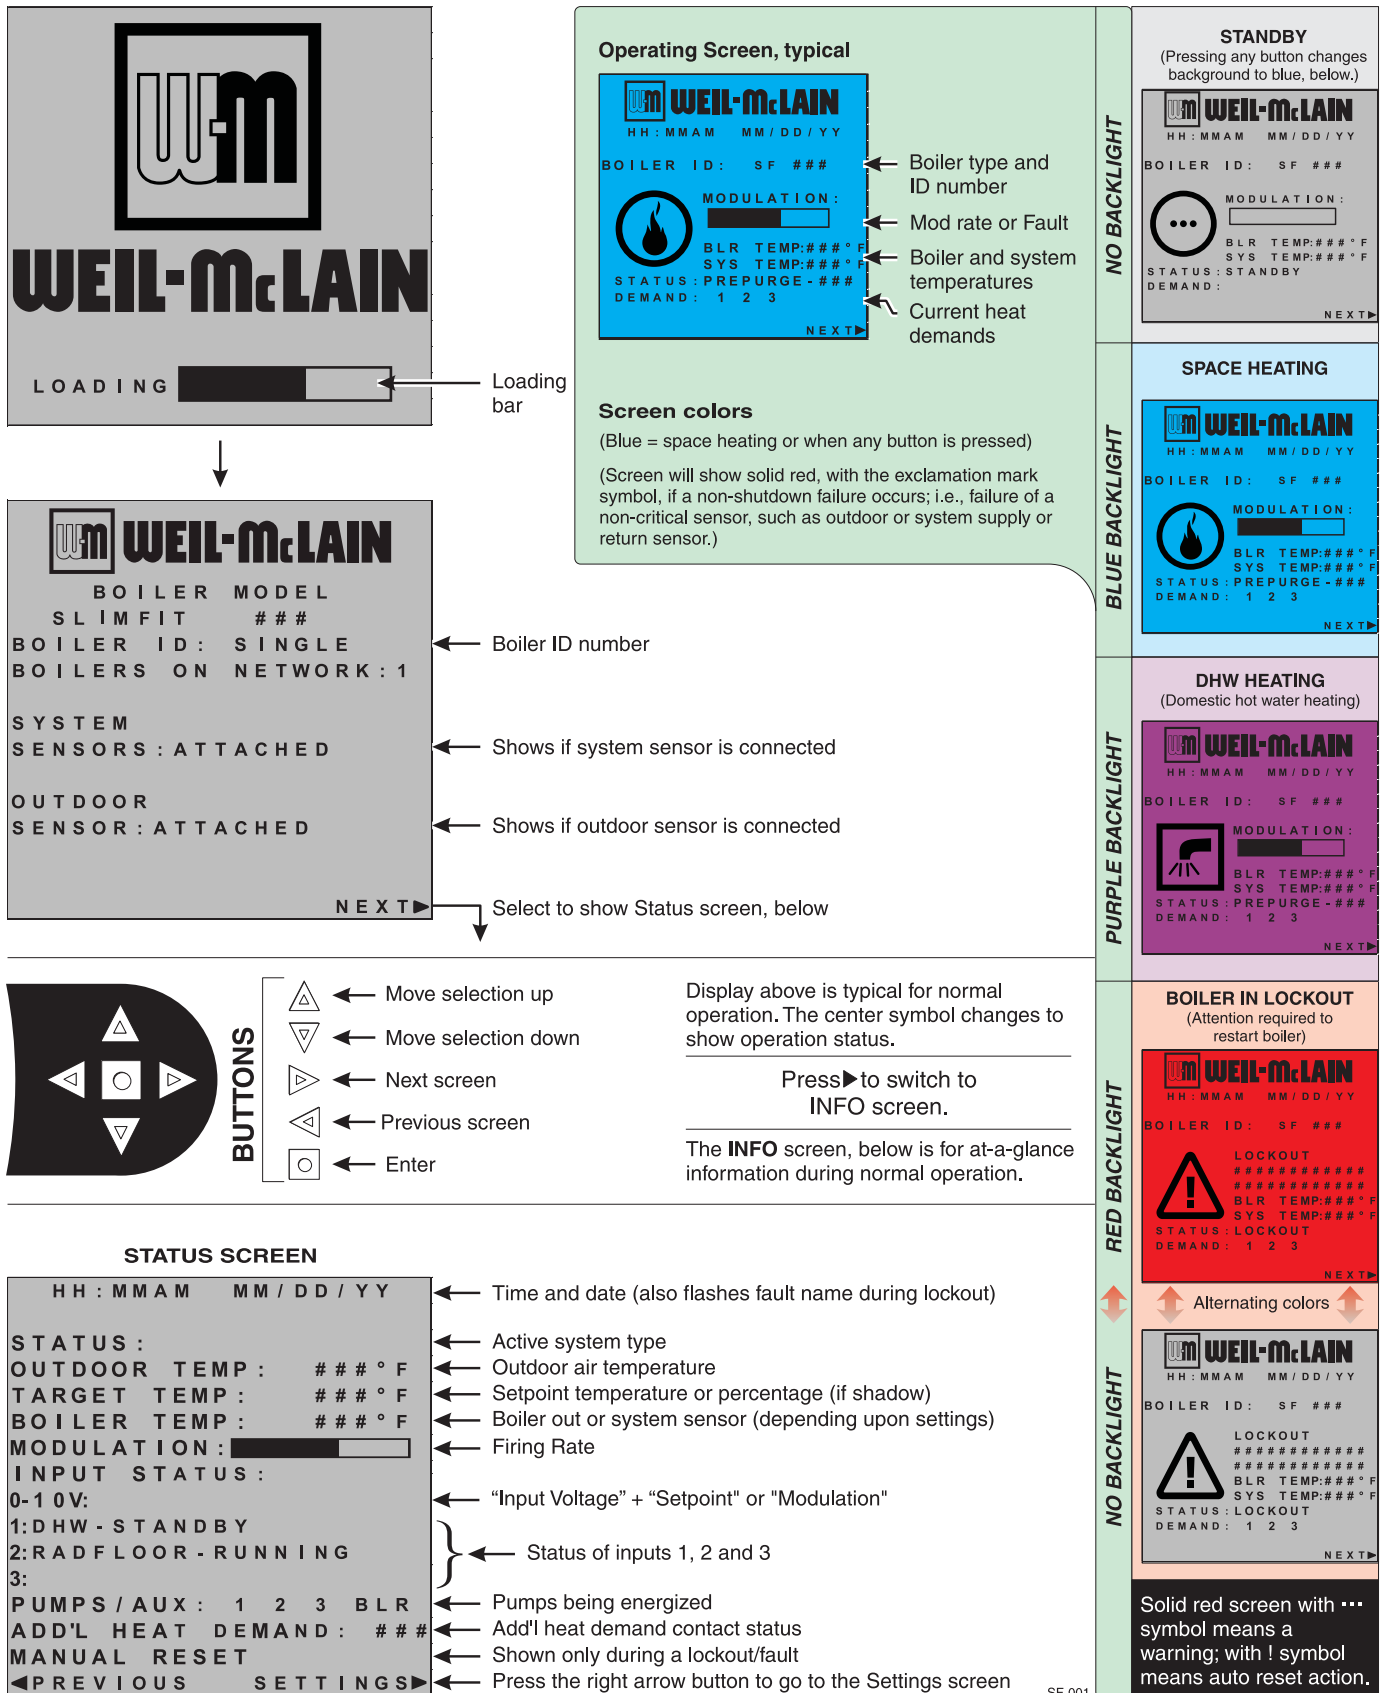 W-M
WEIL-McLAIN
LOADING
Loading
bar
W-M WEIL-McLAIN
BOILER MODEL
SLIMFIT ###
BOILER ID: SINGLE
BOILERS ON NETWORK:1
SYSTEM
SENSORS:ATTACHED
OUTDOOR
SENSOR:ATTACHED
NEXT▶
Boiler ID number
Shows if system sensor is connected
Shows if outdoor sensor is connected
Select to show Status screen, below
Operating Screen, typical
W-M WEIL-McLAIN
HH:MMAM MM/DD/YY
BOILER ID: SF ###
MODULATION:
BLR TEMP:###°F
SYS TEMP:###°F
STATUS:PREPURGE-###
DEMAND: 1 2 3
NEXT▶
Boiler type and
ID number
Mod rate or Fault
Boiler and system
temperatures
Current heat
demands
Screen colors
(Blue = space heating or when any button is pressed)
(Screen will show solid red, with the exclamation mark
symbol, if a non-shutdown failure occurs; i.e., failure of a
non-critical sensor, such as outdoor or system supply or
return sensor.)
NO BACKLIGHT
STANDBY
(Pressing any button changes
background to blue, below.)
W-M WEIL-McLAIN
HH:MMAM MM/DD/YY
BOILER ID: SF ###
MODULATION:
BLR TEMP:###°F
SYS TEMP:###°F
STATUS:STANDBY
DEMAND:
NEXT▶
BLUE BACKLIGHT
SPACE HEATING
W-M WEIL-McLAIN
HH:MMAM MM/DD/YY
BOILER ID: SF ###
MODULATION:
BLR TEMP:###°F
SYS TEMP:###°F
STATUS:PREPURGE-###
DEMAND: 1 2 3
NEXT▶
PURPLE BACKLIGHT
DHW HEATING
(Domestic hot water heating)
W-M WEIL-McLAIN
HH:MMAM MM/DD/YY
BOILER ID: SF ###
MODULATION:
BLR TEMP:###°F
SYS TEMP:###°F
STATUS:PREPURGE-###
DEMAND: 1 2 3
NEXT▶
BUTTONS
Move selection up
Move selection down
Next screen
Previous screen
Enter
Display above is typical for normal
operation. The center symbol changes to
show operation status.
Press▶to switch to
INFO screen.
The INFO screen, below is for at-a-glance
information during normal operation.
RED BACKLIGHT
BOILER IN LOCKOUT
(Attention required to
restart boiler)
W-M WEIL-McLAIN
HH:MMAM MM/DD/YY
BOILER ID: SF ###
LOCKOUT
############
############
BLR TEMP:###°F
SYS TEMP:###°F
STATUS:LOCKOUT
DEMAND: 1 2 3
NEXT▶
Alternating colors
NO BACKLIGHT
W-M WEIL-McLAIN
HH:MMAM MM/DD/YY
BOILER ID: SF ###
LOCKOUT
############
############
BLR TEMP:###°F
SYS TEMP:###°F
STATUS:LOCKOUT
DEMAND: 1 2 3
NEXT▶
Solid red screen with ···
symbol means a
warning; with ! symbol
means auto reset action.
STATUS SCREEN
HH:MMAM MM/DD/YY
STATUS:
OUTDOOR TEMP: ###°F
TARGET TEMP: ###°F
BOILER TEMP: ###°F
MODULATION:
INPUT STATUS:
0-10V:
1:DHW-STANDBY
2:RADFLOOR-RUNNING
3:
PUMPS/AUX: 1 2 3 BLR
ADD'L HEAT DEMAND: ###
MANUAL RESET
◀PREVIOUS SETTINGS▶
Time and date (also flashes fault name during lockout)
Active system type
Outdoor air temperature
Setpoint temperature or percentage (if shadow)
Boiler out or system sensor (depending upon settings)
Firing Rate
“Input Voltage” + “Setpoint" or "Modulation"
Status of inputs 1, 2 and 3
Pumps being energized
Add'l heat demand contact status
Shown only during a lockout/fault
Press the right arrow button to go to the Settings screen